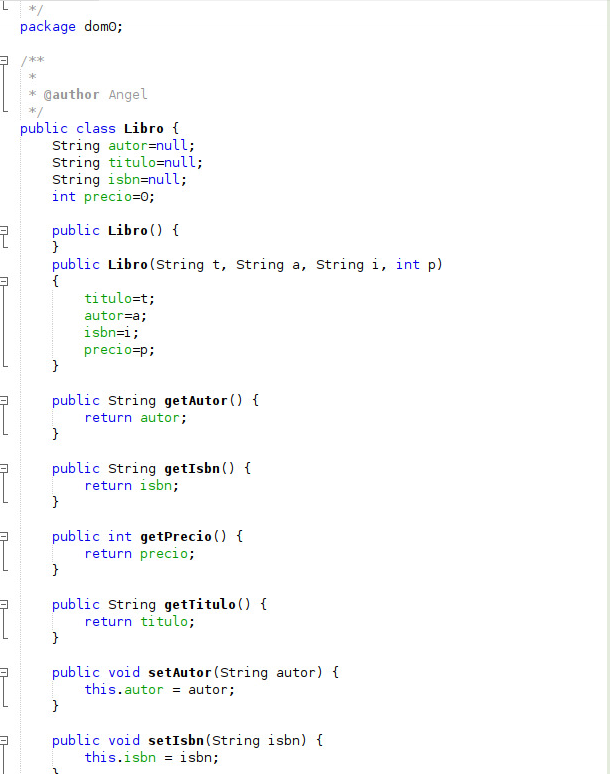 */
package dom0;

/**
 *
 * @author Angel
 */
public class Libro {
    String autor=null;
    String titulo=null;
    String isbn=null;
    int precio=0;

    public Libro() {
    }
    public Libro(String t, String a, String i, int p)
    {
        titulo=t;
        autor=a;
        isbn=i;
        precio=p;
    }

    public String getAutor() {
        return autor;
    }

    public String getIsbn() {
        return isbn;
    }

    public int getPrecio() {
        return precio;
    }

    public String getTitulo() {
        return titulo;
    }

    public void setAutor(String autor) {
        this.autor = autor;
    }

    public void setIsbn(String isbn) {
        this.isbn = isbn;
    }